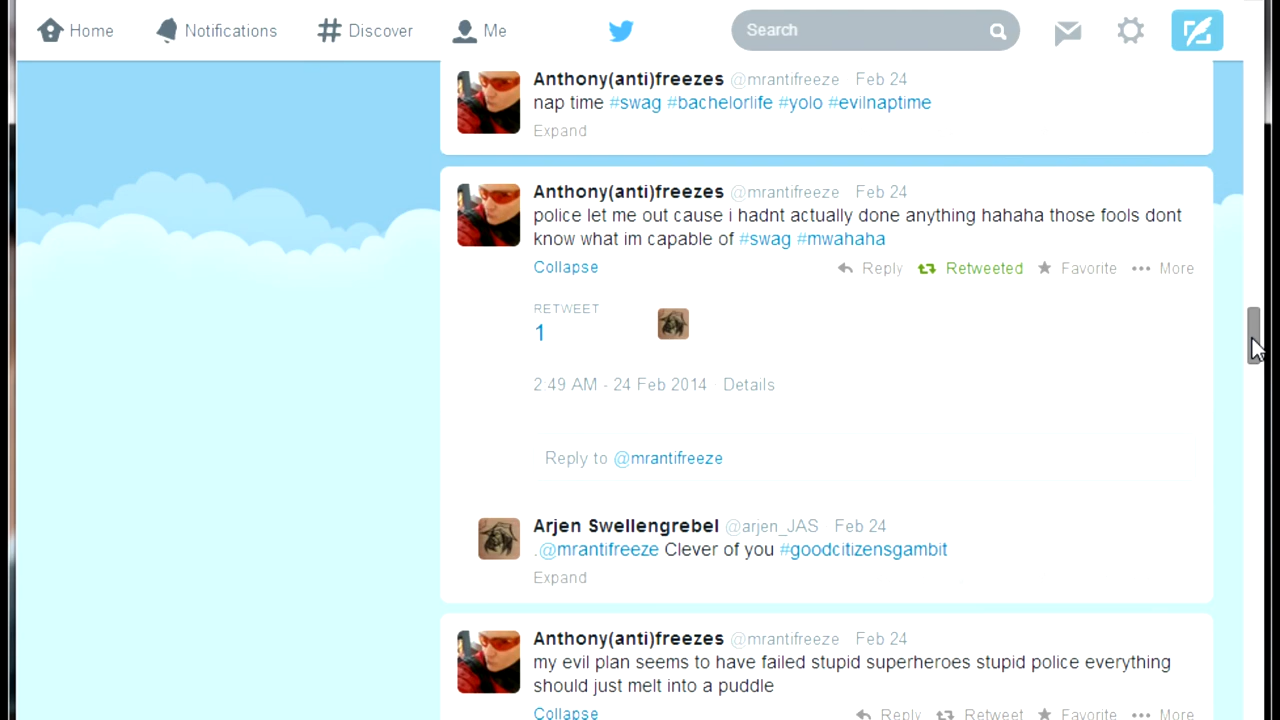 Home Notifications Discover Me Search
Anthony(anti)freezes @mrantifreeze Feb 24
nap time #swag #bachelorlife #yolo #evilnaptime
Expand
Anthony(anti)freezes @mrantifreeze Feb 24
police let me out cause i hadnt actually done anything hahaha those fools dont
know what im capable of #swag #mwahaha
Collapse Reply Retweeted Favorite More
RETWEET
1
2:49 AM - 24 Feb 2014 · Details
Reply to @mrantifreeze
Arjen Swellengrebel @arjen_JAS Feb 24
.@mrantifreeze Clever of you #goodcitizensgambit
Expand
Anthony(anti)freezes @mrantifreeze Feb 24
my evil plan seems to have failed stupid superheroes stupid police everything
should just melt into a puddle
Collapse Reply Retweet Favorite More